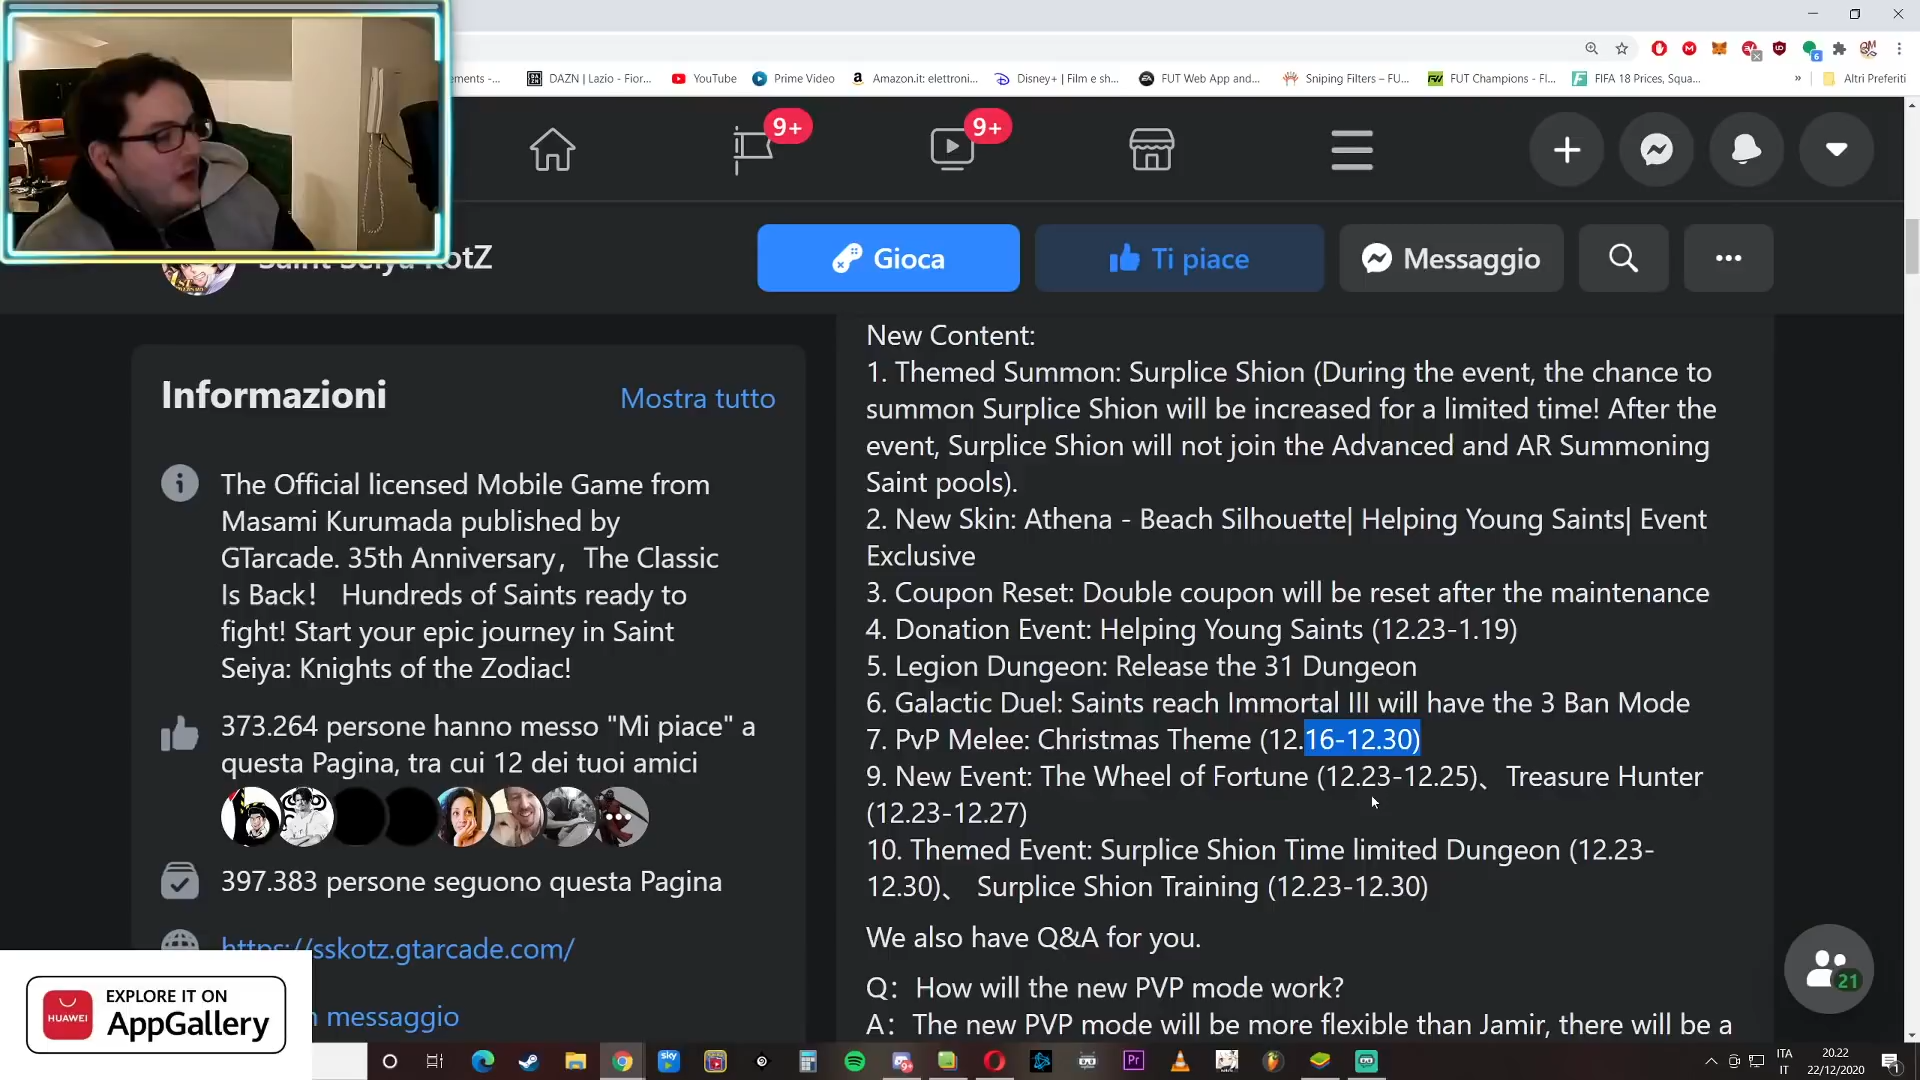 ements -...
DAZN | Lazio - Fior...
YouTube
Prime Video
Amazon.it: elettroni...
Disney+ | Film e sh...
FUT Web App and...
Sniping Filters – FU...
FUT Champions - FI...
FIFA 18 Prices, Squa...
»
Altri Preferiti
9+
9+
Saint Seiya KotZ
Gioca
Ti piace
Messaggio
Informazioni
Mostra tutto
The Official licensed Mobile Game from
Masami Kurumada published by
GTarcade. 35th Anniversary，The Classic
Is Back！ Hundreds of Saints ready to
fight! Start your epic journey in Saint
Seiya: Knights of the Zodiac!
373.264 persone hanno messo "Mi piace" a
questa Pagina, tra cui 12 dei tuoi amici
397.383 persone seguono questa Pagina
https://sskotz.gtarcade.com/
messaggio
EXPLORE IT ON
AppGallery
HUAWEI
New Content:
1. Themed Summon: Surplice Shion (During the event, the chance to
summon Surplice Shion will be increased for a limited time! After the
event, Surplice Shion will not join the Advanced and AR Summoning
Saint pools).
2. New Skin: Athena - Beach Silhouette| Helping Young Saints| Event
Exclusive
3. Coupon Reset: Double coupon will be reset after the maintenance
4. Donation Event: Helping Young Saints (12.23-1.19)
5. Legion Dungeon: Release the 31 Dungeon
6. Galactic Duel: Saints reach Immortal III will have the 3 Ban Mode
7. PvP Melee: Christmas Theme (12.16-12.30)
9. New Event: The Wheel of Fortune (12.23-12.25)、Treasure Hunter
(12.23-12.27)
10. Themed Event: Surplice Shion Time limited Dungeon (12.23-
12.30)、 Surplice Shion Training (12.23-12.30)
We also have Q&A for you.
Q： How will the new PVP mode work?
A： The new PVP mode will be more flexible than Jamir, there will be a
21
sky
Pr
ITA
IT
20.22
22/12/2020